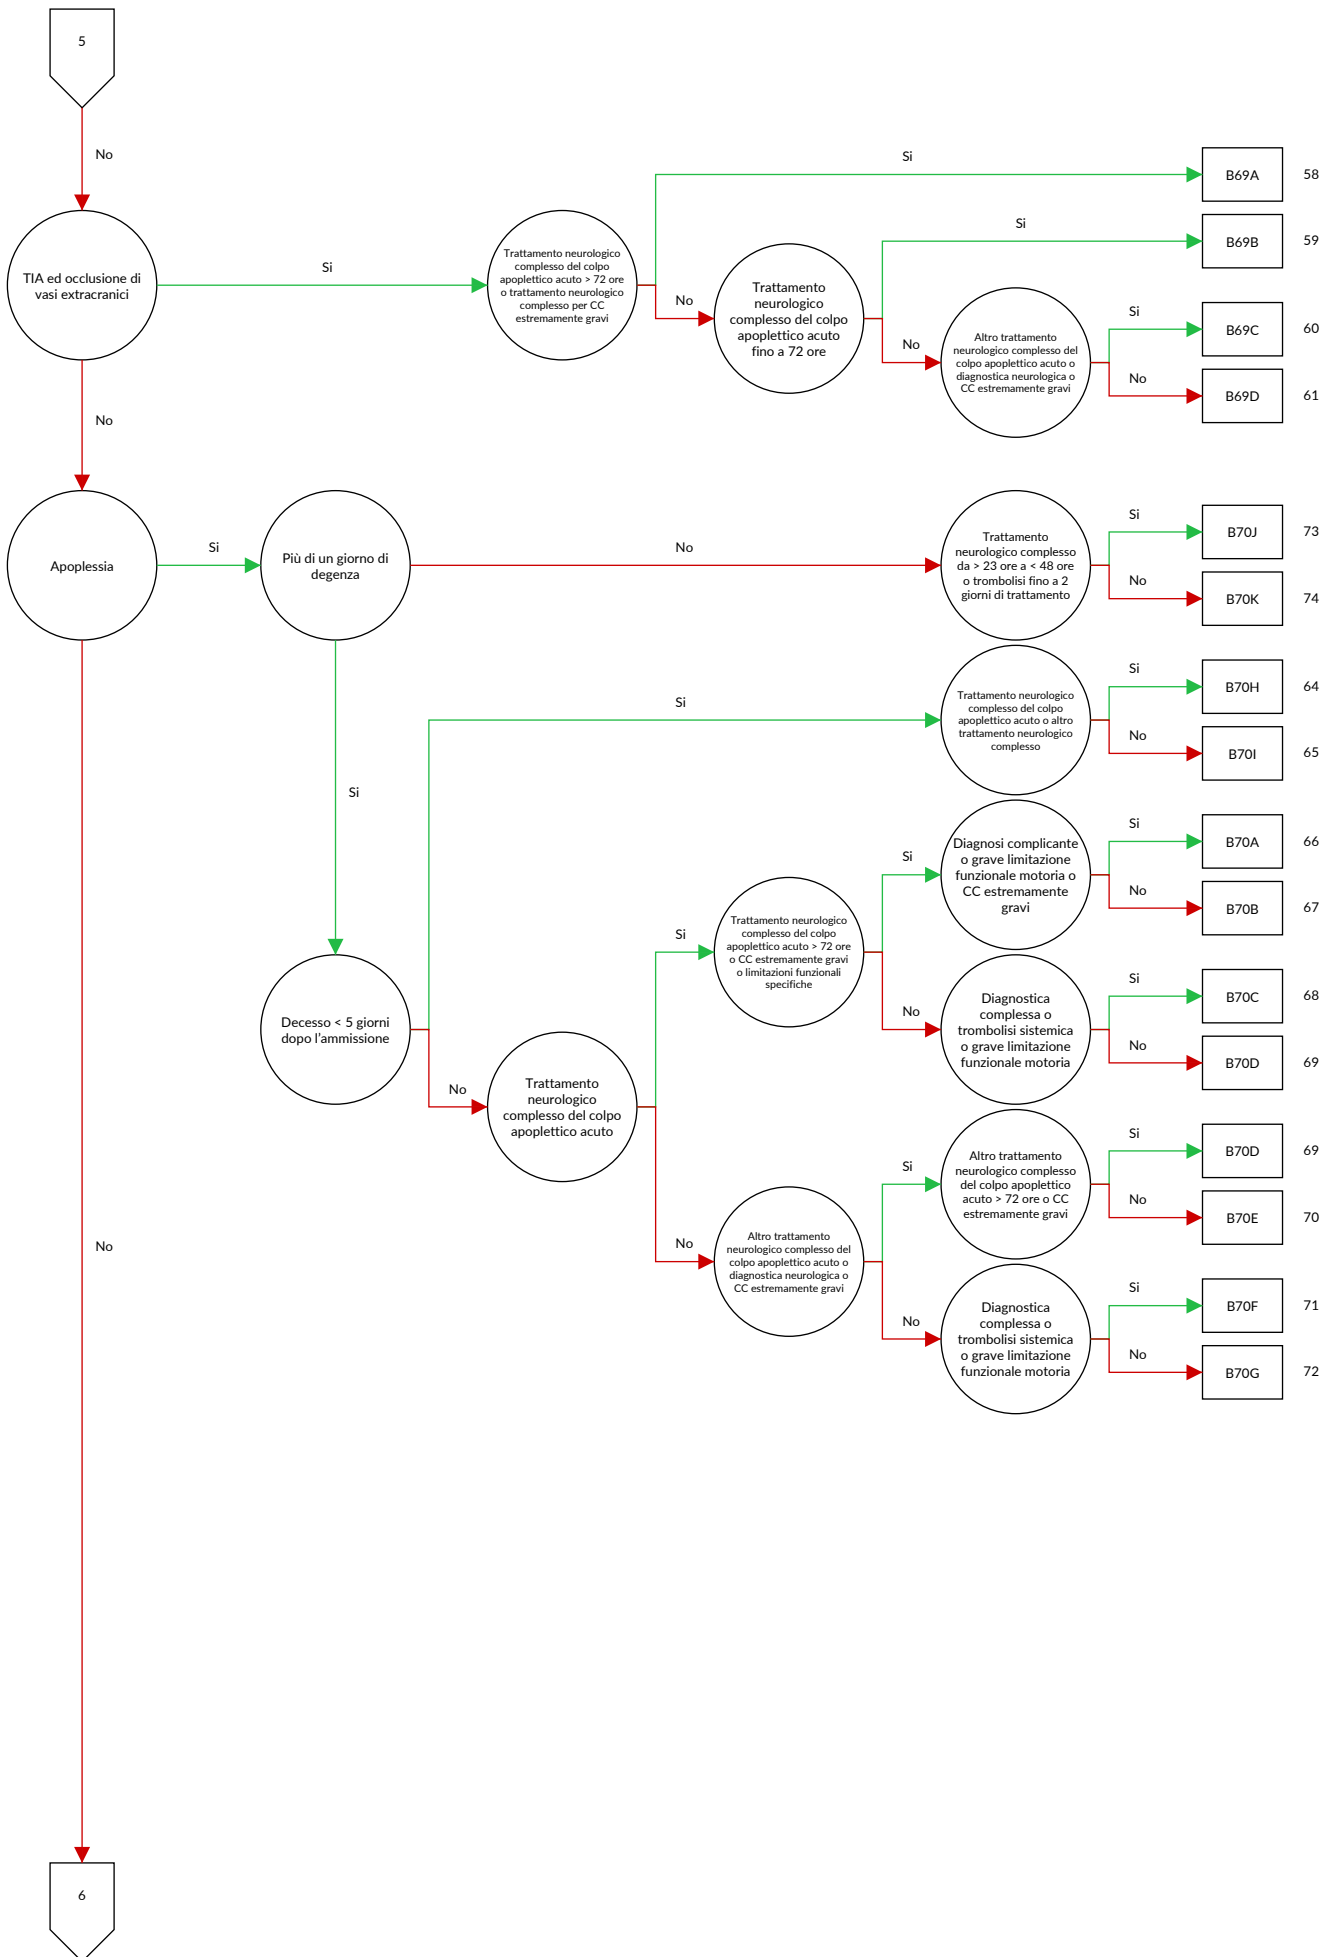 5
No
TIA ed occlusione di
vasi extracranici
Si
Trattamento neurologico
complesso del colpo
apoplettico acuto > 72 ore
o trattamento neurologico
complesso per CC
estremamente gravi
Si
B69A
58
No
Trattamento
neurologico
complesso del colpo
apoplettico acuto
fino a 72 ore
Si
B69B
59
No
Altro trattamento
neurologico complesso del
colpo apoplettico acuto o
diagnostica neurologica o
CC estremamente gravi
Si
B69C
60
No
B69D
61
No
Apoplessia
Si
Più di un giorno di
degenza
No
Trattamento
neurologico complesso
da > 23 ore a < 48 ore
o trombolisi fino a 2
giorni di trattamento
Si
B70J
73
No
B70K
74
Si
Decesso < 5 giorni
dopo l'ammissione
Si
Trattamento neurologico
complesso del colpo
apoplettico acuto o altro
trattamento neurologico
complesso
Si
B70H
64
No
B70I
65
No
Trattamento
neurologico
complesso del colpo
apoplettico acuto
Si
Trattamento neurologico
complesso del colpo
apoplettico acuto > 72 ore
o CC estremamente gravi
o limitazioni funzionali
specifiche
Si
Diagnosi complicante
o grave limitazione
funzionale motoria o
CC estremamente
gravi
Si
B70A
66
No
B70B
67
No
Diagnostica
complessa o
trombolisi sistemica
o grave limitazione
funzionale motoria
Si
B70C
68
No
B70D
69
No
Altro trattamento
neurologico complesso del
colpo apoplettico acuto o
diagnostica neurologica o
CC estremamente gravi
Si
Altro trattamento
neurologico complesso
del colpo apoplettico
acuto > 72 ore o CC
estremamente gravi
Si
B70D
69
No
B70E
70
No
Diagnostica
complessa o
trombolisi sistemica
o grave limitazione
funzionale motoria
Si
B70F
71
No
B70G
72
No
6